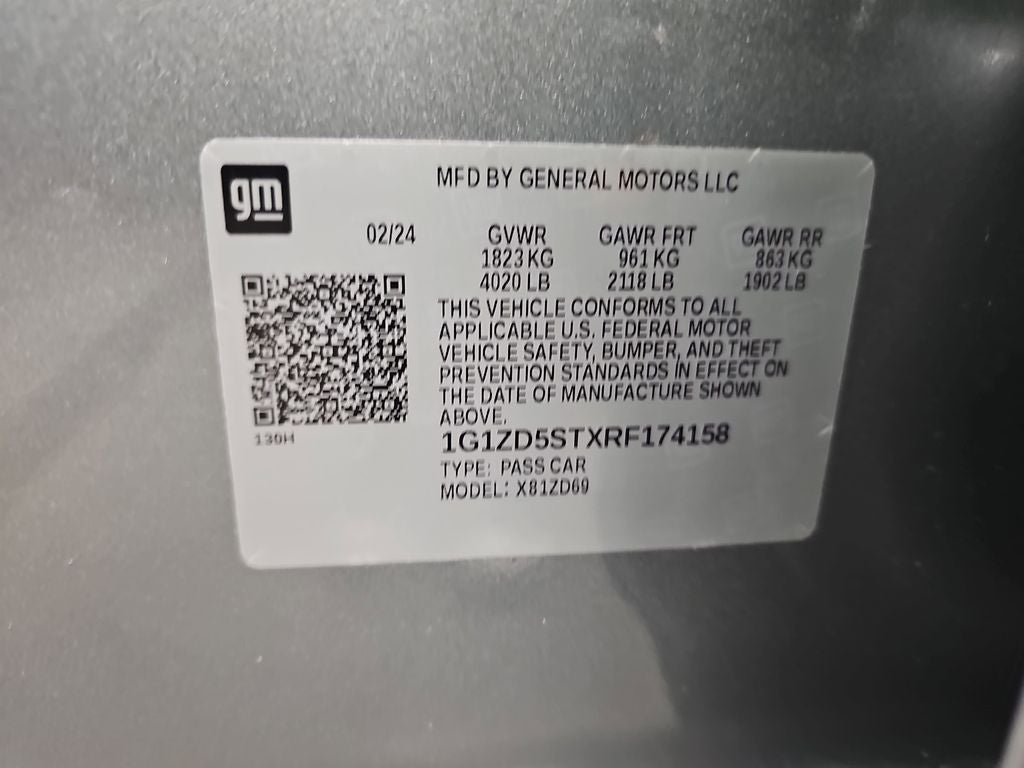 gm
MFD BY GENERAL MOTORS LLC
02/24 GVWR GAWR FRT GAWR RR
1823 KG 961 KG 863 KG
4020 LB 2118 LB 1902 LB
THIS VEHICLE CONFORMS TO ALL
APPLICABLE U.S. FEDERAL MOTOR
VEHICLE SAFETY, BUMPER, AND THEFT
PREVENTION STANDARDS IN EFFECT ON
THE DATE OF MANUFACTURE SHOWN
ABOVE.
130H
1G1ZD5STXRF174158
TYPE: PASS CAR
MODEL: X81ZD69